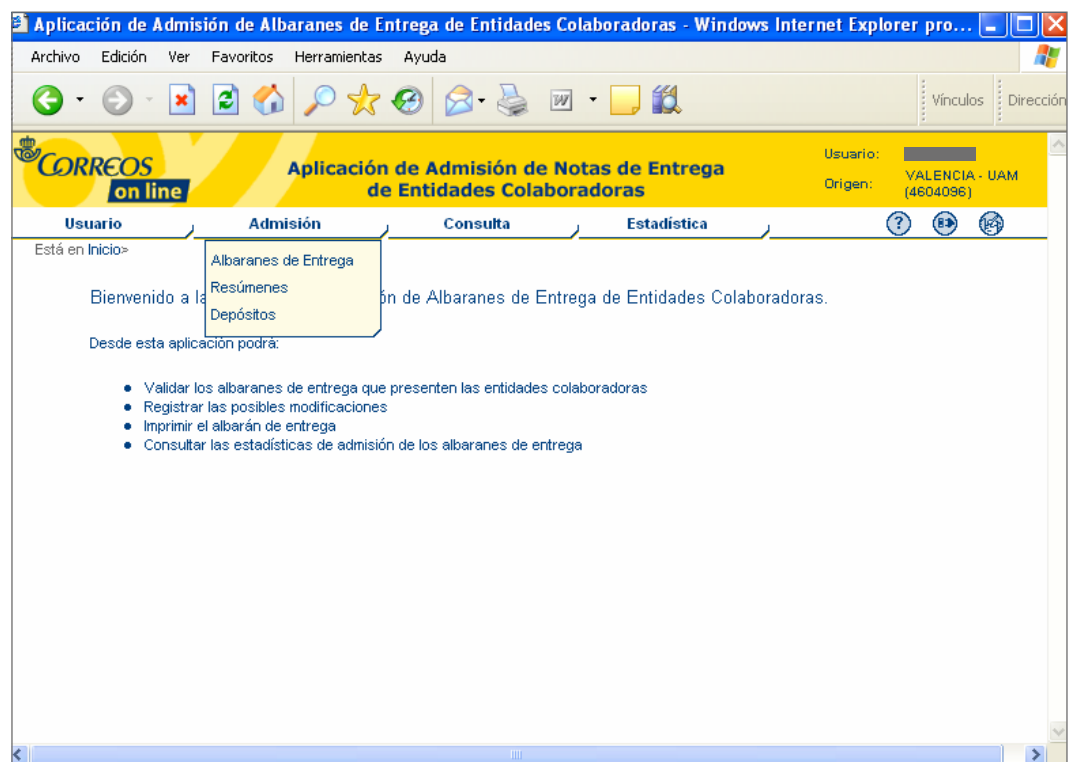 Aplicación de Admisión de Albaranes de Entrega de Entidades Colaboradoras - Windows Internet Explorer pro...
Archivo Edición Ver Favoritos Herramientas Ayuda
Vínculos Dirección
CORREOS
on line
Aplicación de Admisión de Notas de Entrega
de Entidades Colaboradoras
Usuario:
Origen: VALENCIA - UAM
(4604096)
Usuario Admisión Consulta Estadística
Está en Inicio>
Albaranes de Entrega
Resúmenes
Depósitos
Bienvenido a la ón de Albaranes de Entrega de Entidades Colaboradoras.
Desde esta aplicación podrá:
Validar los albaranes de entrega que presenten las entidades colaboradoras
Registrar las posibles modificaciones
Imprimir el albarán de entrega
Consultar las estadísticas de admisión de los albaranes de entrega